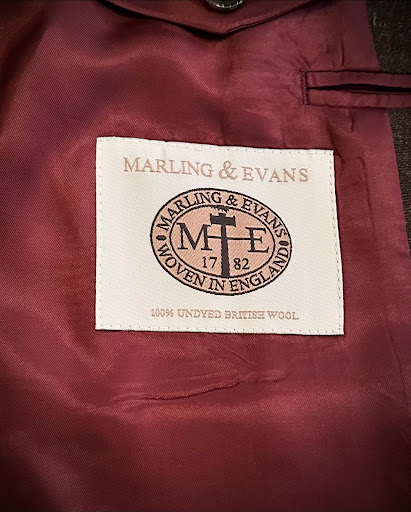 MARLING & EVANS
MARLING & EVANS
M E
17 82
WOVEN IN ENGLAND
100% UNDYED BRITISH WOOL